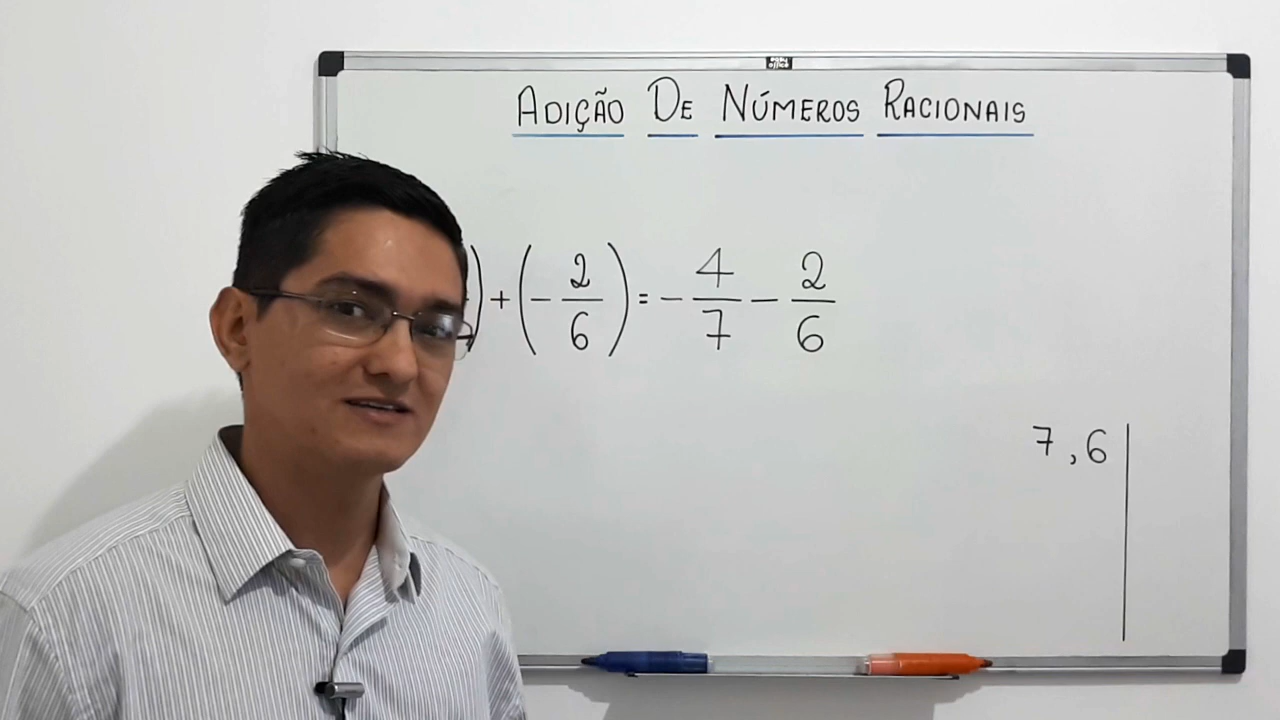 ADIÇÃO DE NÚMEROS RACIONAIS
) + (- 2/6) = - 4/7 - 2/6
7, 6